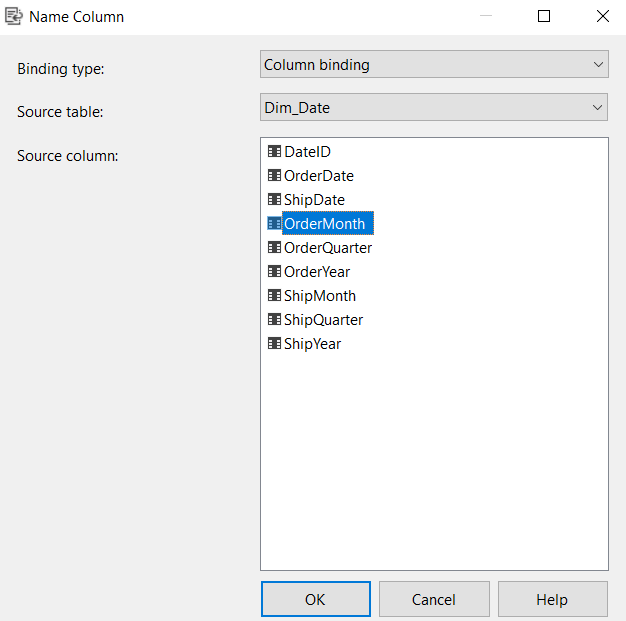 Name Column
Binding type:
Column binding
Source table:
Dim_Date
Source column:
DateID
OrderDate
ShipDate
OrderMonth
OrderQuarter
OrderYear
ShipMonth
ShipQuarter
ShipYear
OK
Cancel
Help